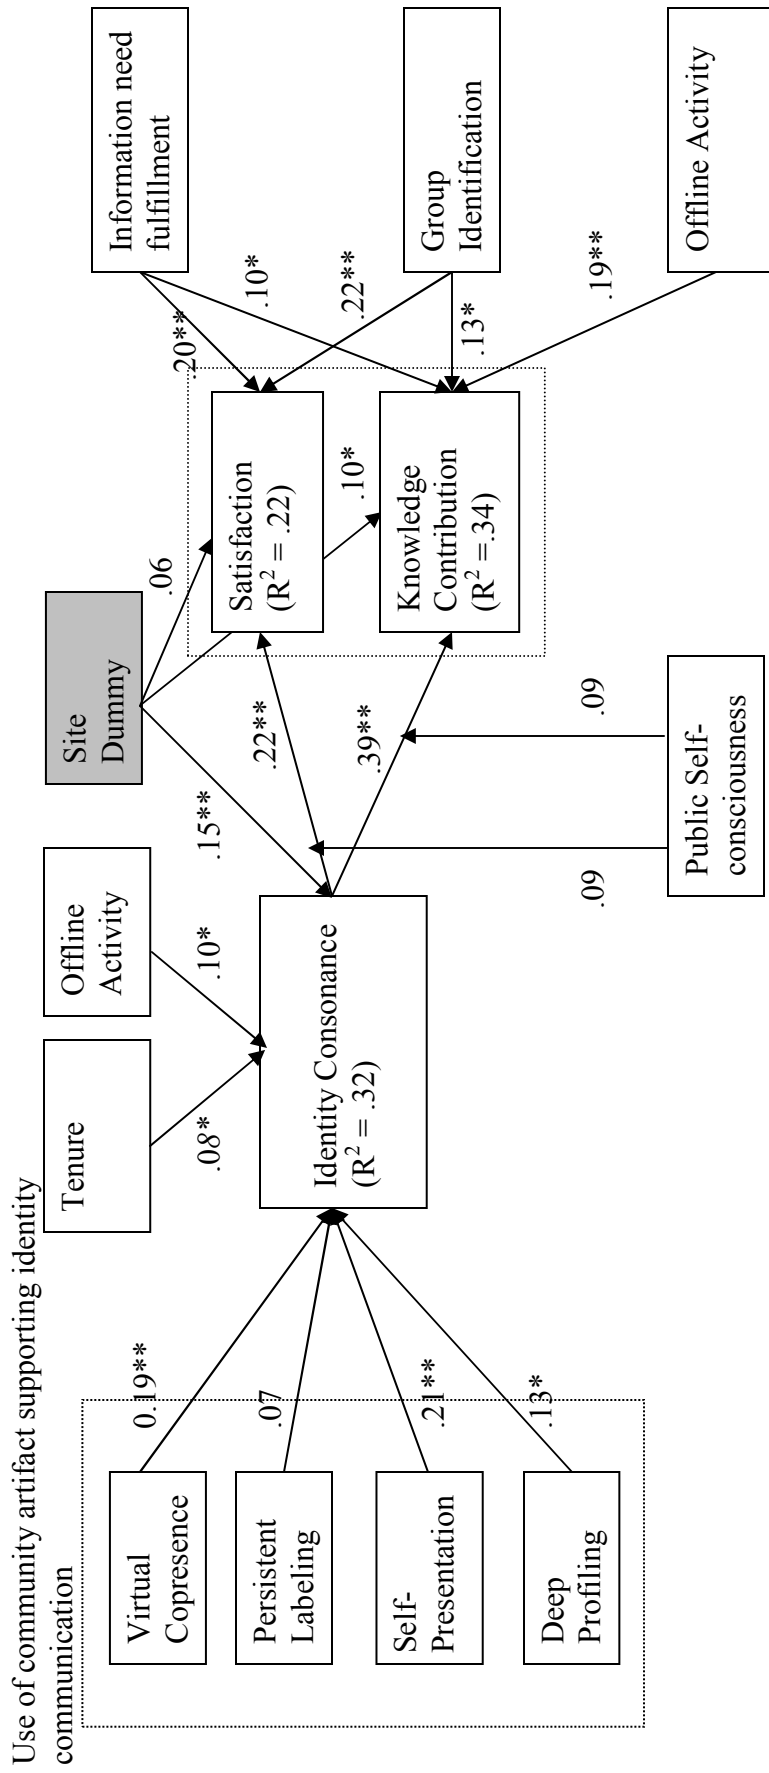 Use of community artifact supporting identity
communication
Virtual
Copresence
Persistent
Labeling
Self-
Presentation
Deep
Profiling
0.19**
.07
.21**
.13*
Tenure
Offline
Activity
.08*
.10*
Identity Consonance
(R² = .32)
Site
Dummy
.15**
.06
.10*
.22**
.39**
Satisfaction
(R² = .22)
Knowledge
Contribution
(R² =.34)
.09
.09
Public Self-
consciousness
Information need
fulfillment
.20**
.10*
Group
Identification
.22**
.13*
Offline Activity
.19**